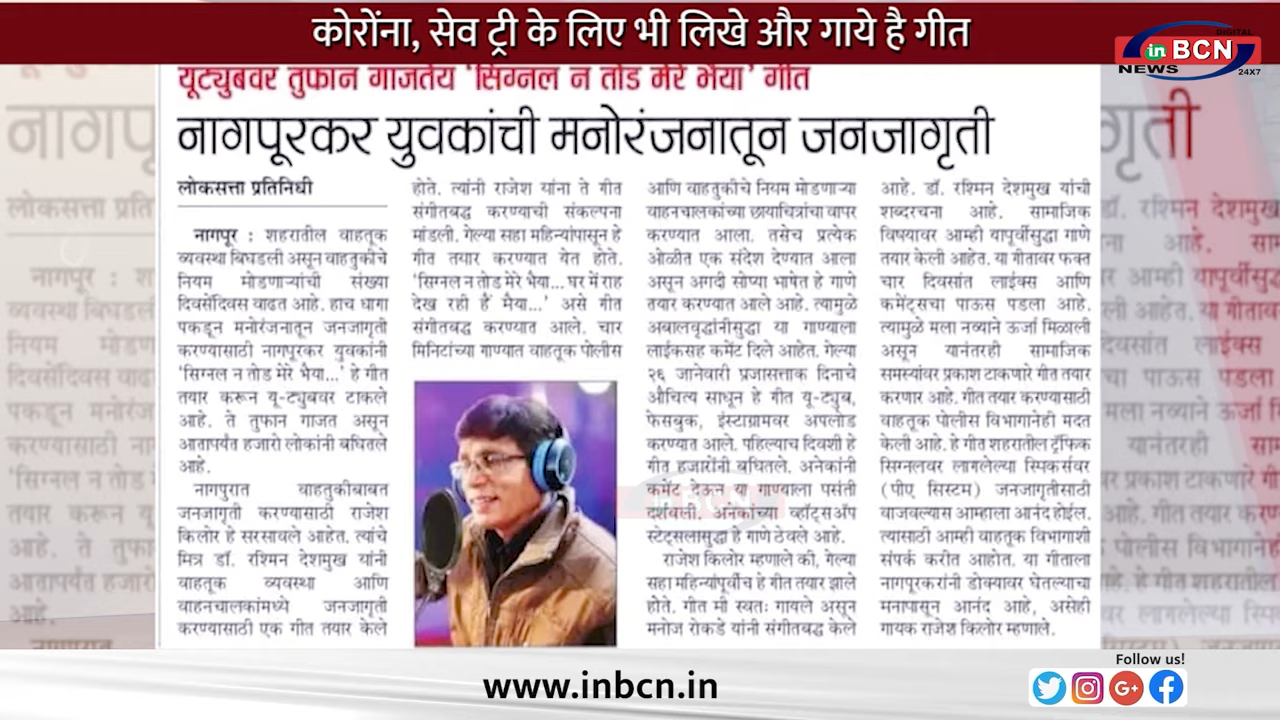 कोरोंना, सेव ट्री के लिए भी लिखे और गाये है गीत
DIGITAL
in BCN
NEWS
24X7
यूट्युबवर तुफान गाजतेय ‘सिग्नल न तोड मेरे भैया’ गीत
नागपूरकर युवकांची मनोरंजनातून जनजागृती
लोकसत्ता प्रतिनिधी
नागपूर : शहरातील वाहतूक
व्यवस्था बिघडली असून वाहतुकीचे
नियम मोडणाऱ्यांची संख्या
दिवसेंदिवस वाढत आहे. हाच धागा
पकडून मनोरंजनातून जनजागृती
करण्यासाठी नागपूरकर युवकांनी
‘सिग्नल न तोड मेरे भैया...’ हे गीत
तयार करून यू-ट्युबवर टाकले
आहे. ते तुफान गाजत असून
आतापर्यंत हजारो लोकांनी बघितले
आहे.
नागपुरात वाहतुकीबाबत
जनजागृती करण्यासाठी राजेश
किलोर हे सरसावले आहेत. त्यांचे
मित्र डॉ. रश्मिन देशमुख यांनी
वाहतूक व्यवस्था आणि
वाहनचालकांमध्ये जनजागृती
करण्यासाठी एक गीत तयार केले
होते. त्यांनी राजेश यांना ते गीत
संगीतबद्ध करण्याची संकल्पना
मांडली. गेल्या सहा महिन्यांपासून हे
गीत तयार करण्यात येत होते.
‘सिग्नल न तोड मेरे भैया... घर में राह
देख रही हैं मैया...’ असे गीत
संगीतबद्ध करण्यात आले. चार
मिनिटांच्या गाण्यात वाहतूक पोलीस
आणि वाहतुकीचे नियम मोडणाऱ्या
वाहनचालकांच्या छायाचित्रांचा वापर
करण्यात आला. तसेच प्रत्येक
ओळीत एक संदेश देण्यात आला
असून अगदी सोप्या भाषेत हे गाणे
तयार करण्यात आले आहे. त्यामुळे
अबालवृद्धांनीसुद्धा या गाण्याला
लाईकसह कमेंट दिले आहेत. गेल्या
२६ जानेवारी प्रजासत्ताक दिनाचे
औचित्य साधून हे गीत यू-ट्युब,
फेसबुक, इंस्टाग्रामवर अपलोड
करण्यात आले. पहिल्याच दिवशी हे
गीत हजारोंनी बघितले. अनेकांनी
कमेंट देऊन या गाण्याला पसंती
दर्शवली. अनेकांच्या व्हॉट्सअ‍ॅप
स्टेट्सलासुद्धा हे गाणे ठेवले आहे.
राजेश किलोर म्हणाले की, गेल्या
सहा महिन्यांपूर्वीच हे गीत तयार झाले
होते. गीत मी स्वतः गायले असून
मनोज रोकडे यांनी संगीतबद्ध केले
आहे. डॉ. रश्मिन देशमुख यांची
शब्दरचना आहे. सामाजिक
विषयावर आम्ही यापूर्वीसुद्धा गाणे
तयार केली आहेत. या गीतावर फक्त
चार दिवसांत लाईक्स आणि
कमेंट्सचा पाऊस पडला आहे.
त्यामुळे मला नव्याने ऊर्जा मिळाली
असून यानंतरही सामाजिक
समस्यांवर प्रकाश टाकणारे गीत तयार
करणार आहे. गीत तयार करण्यासाठी
वाहतूक पोलीस विभागानेही मदत
केली आहे. हे गीत शहरातील ट्रॅफिक
सिग्नलवर लागलेल्या स्पिकर्सवर
(पीए सिस्टम) जनजागृतीसाठी
वाजवल्यास आम्हाला आनंद होईल.
त्यासाठी आम्ही वाहतूक विभागाशी
संपर्क करीत आहोत. या गीताला
नागपूरकरांनी डोक्यावर घेतल्याचा
मनापासून आनंद आहे, असेही
गायक राजेश किलोर म्हणाले.
www.inbcn.in
Follow us!